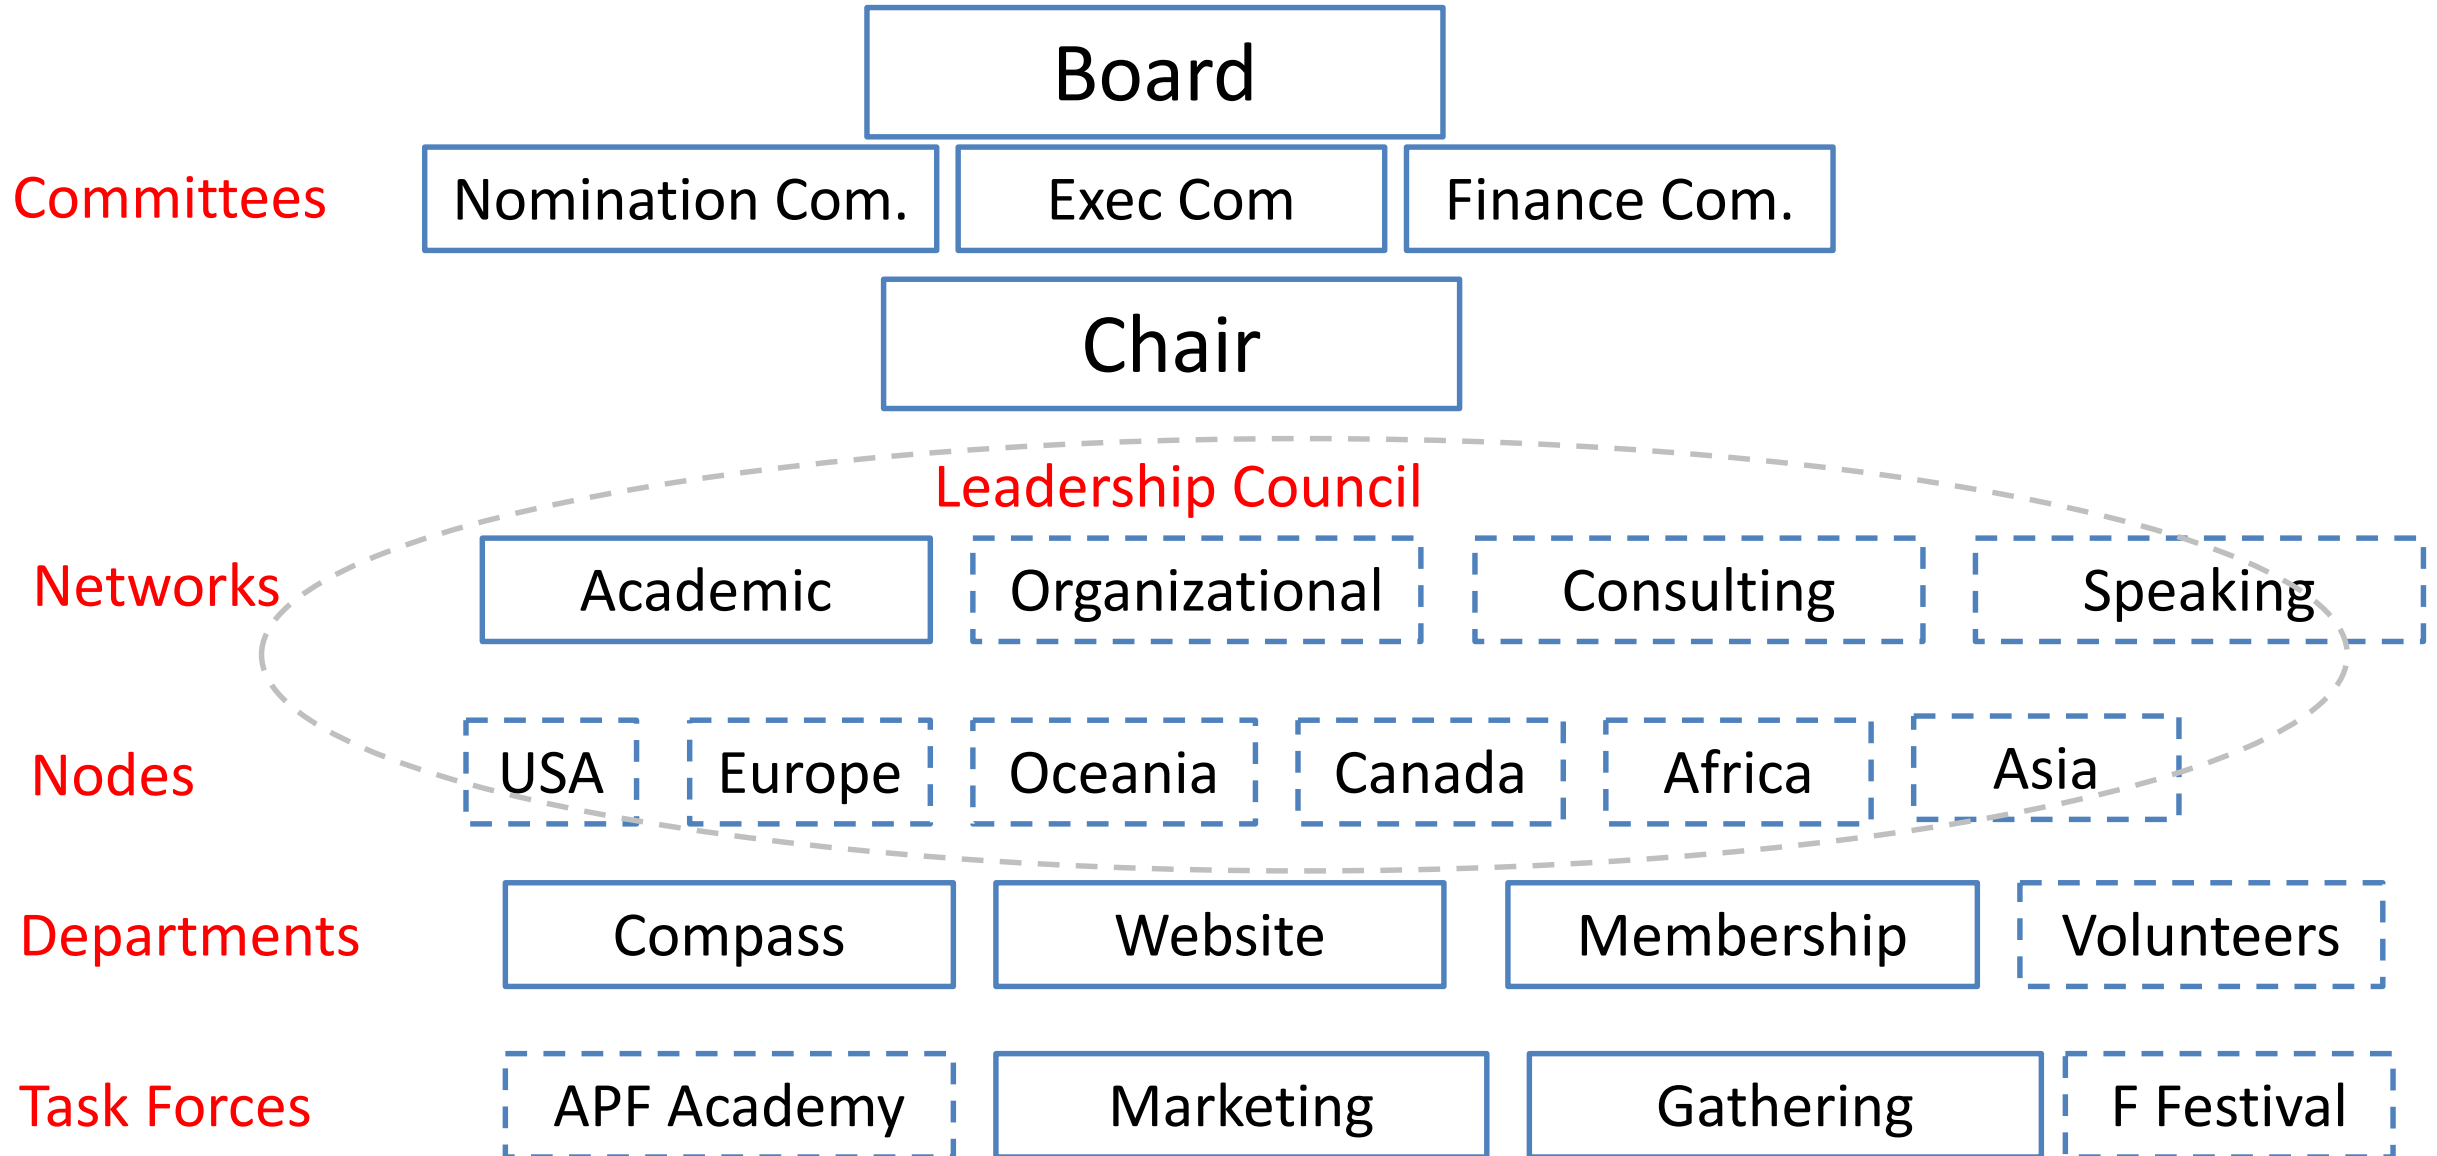 Board
Committees Nomination Com. Exec Com Finance Com.
Chair
Leadership Council
Networks Academic Organizational Consulting Speaking
Nodes USA Europe Oceania Canada Africa Asia
Departments Compass Website Membership Volunteers
Task Forces APF Academy Marketing Gathering F Festival